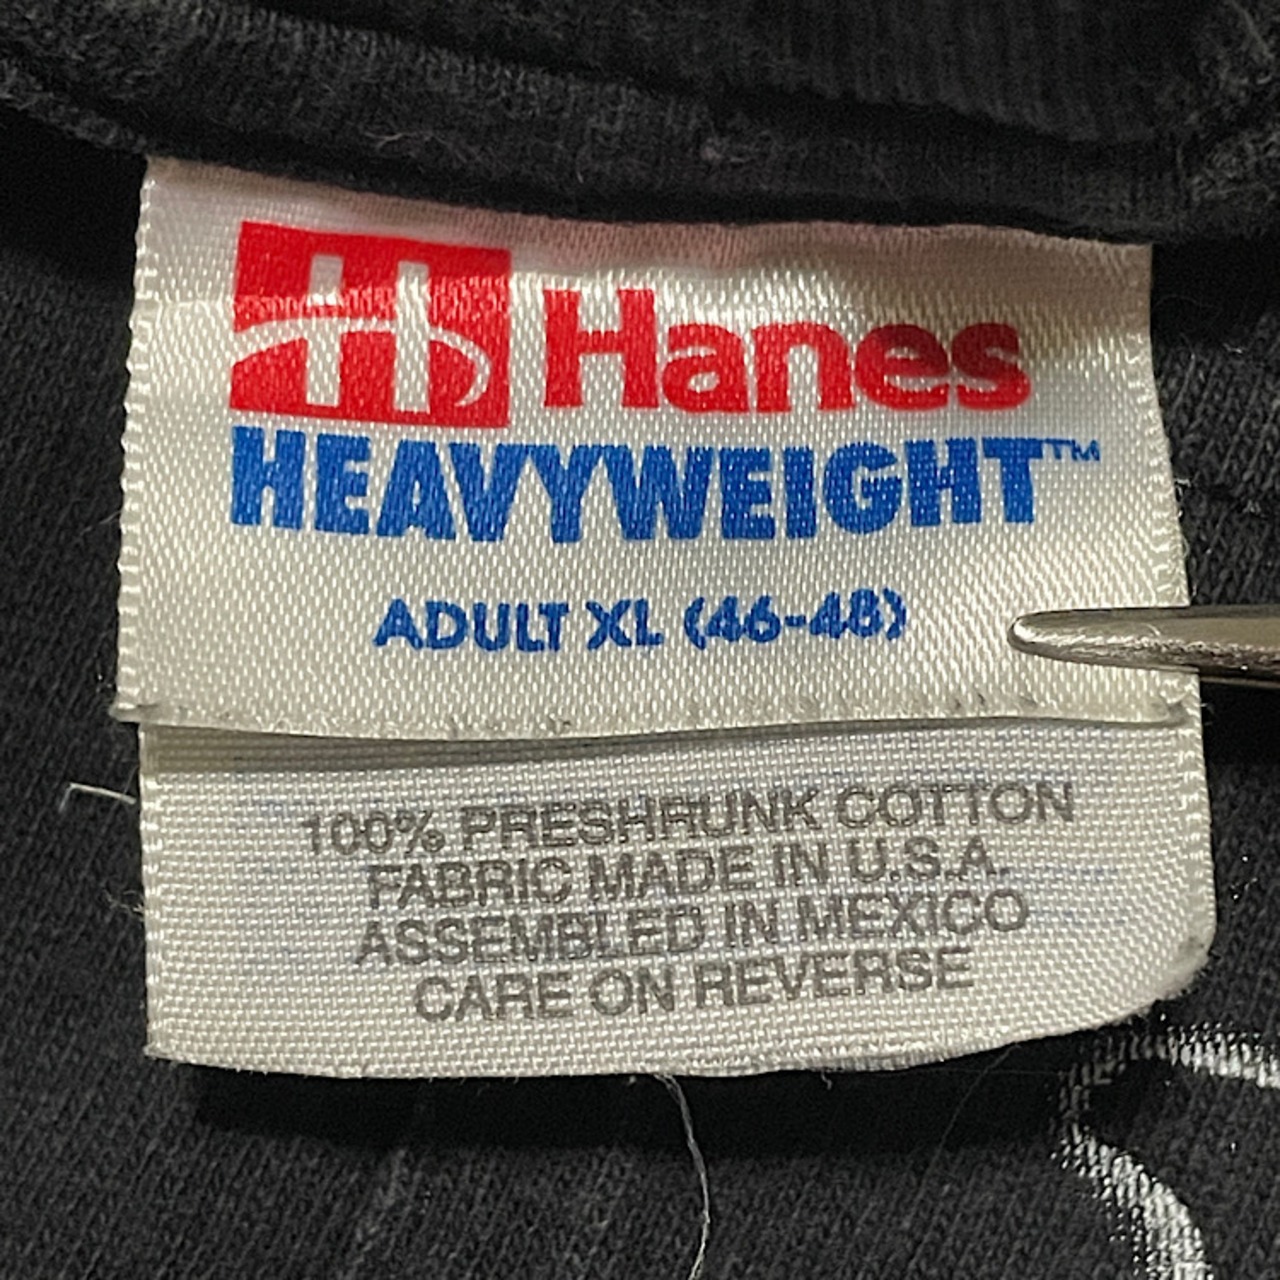 Hanes
HEAVYWEIGHT™
ADULT XL (46-48)
100% PRESHRUNK COTTON
FABRIC MADE IN U.S.A.
ASSEMBLED IN MEXICO
CARE ON REVERSE